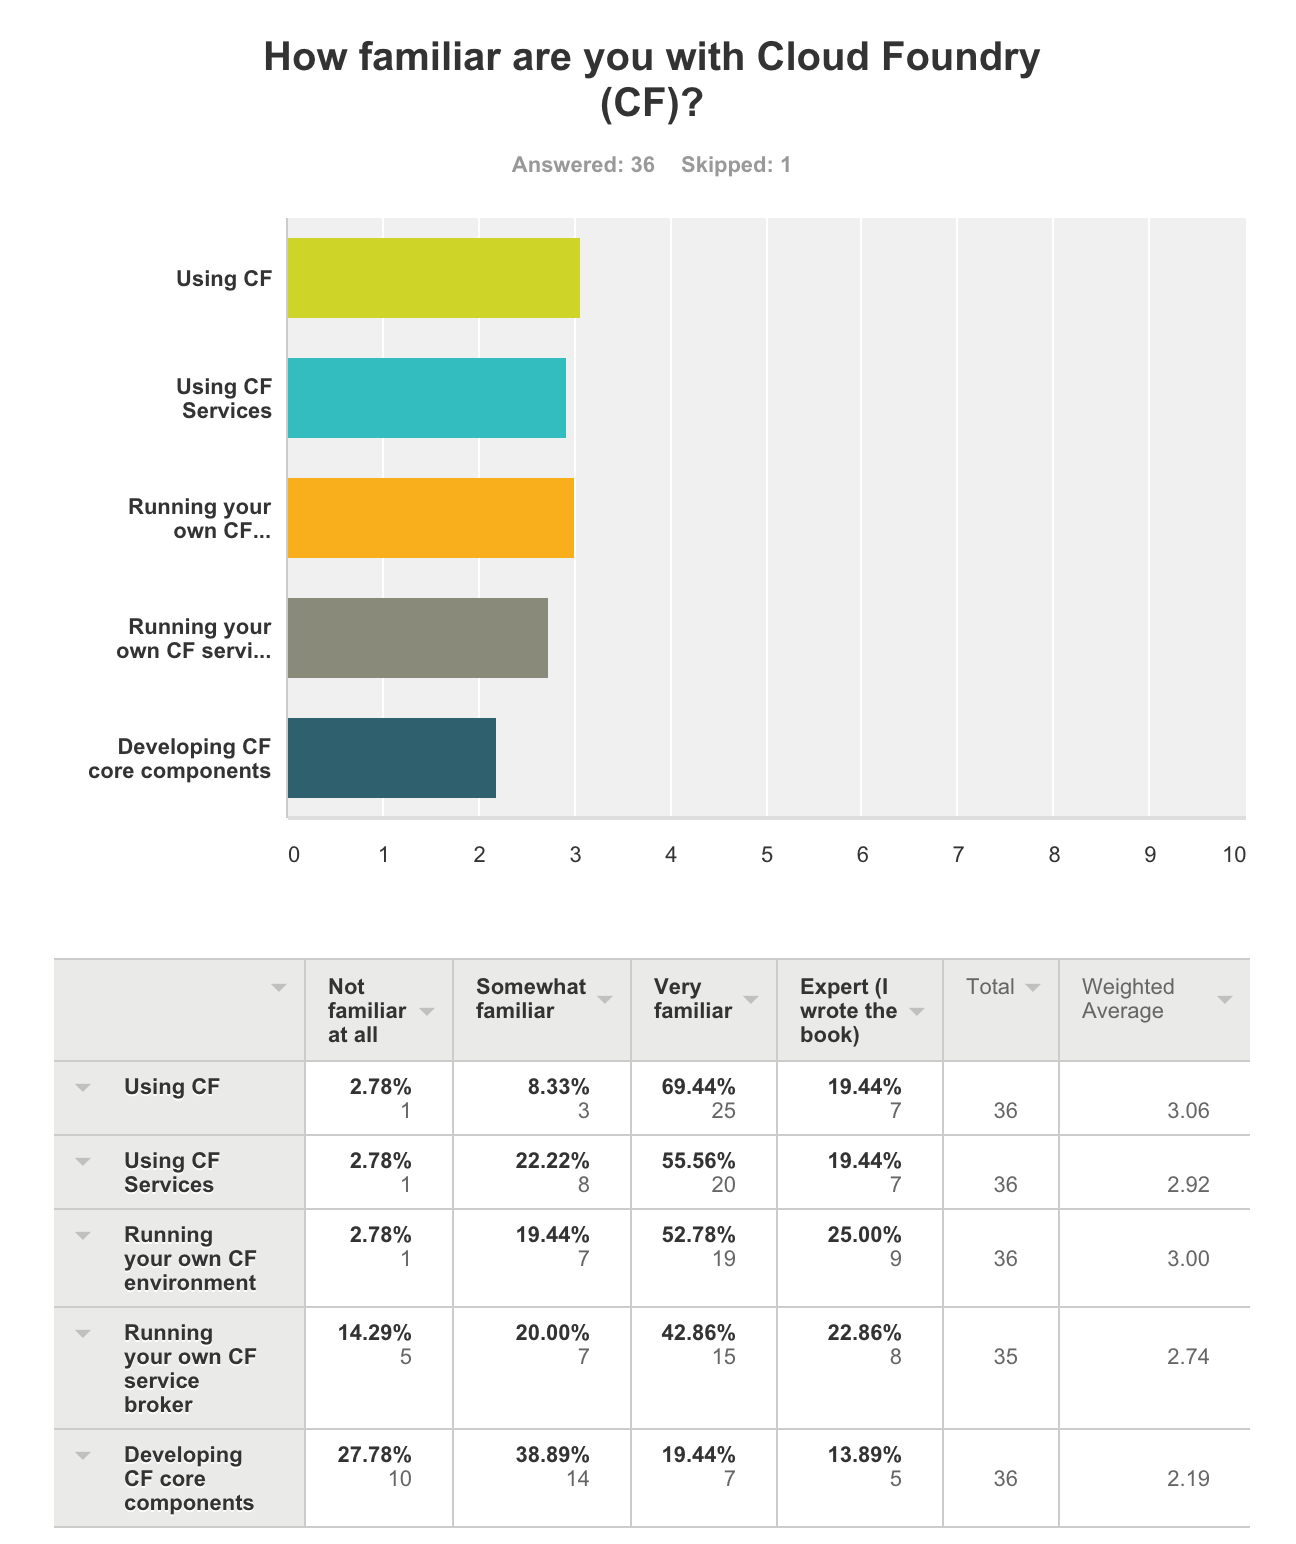 How familiar are you with Cloud Foundry
(CF)?
Answered: 36 Skipped: 1
Using CF
Using CF
Services
Running your
own CF...
Running your
own CF servi...
Developing CF
core components
0 1 2 3 4 5 6 7 8 9 10
Not
familiar
at all
Somewhat
familiar
Very
familiar
Expert (I
wrote the
book)
Total
Weighted
Average
Using CF
2.78% 8.33% 69.44% 19.44%
1 3 25 7 36 3.06
Using CF
Services
2.78% 22.22% 55.56% 19.44%
1 8 20 7 36 2.92
Running
your own CF
environment
2.78% 19.44% 52.78% 25.00%
1 7 19 9 36 3.00
Running
your own CF
service
broker
14.29% 20.00% 42.86% 22.86%
5 7 15 8 35 2.74
Developing
CF core
components
27.78% 38.89% 19.44% 13.89%
10 14 7 5 36 2.19